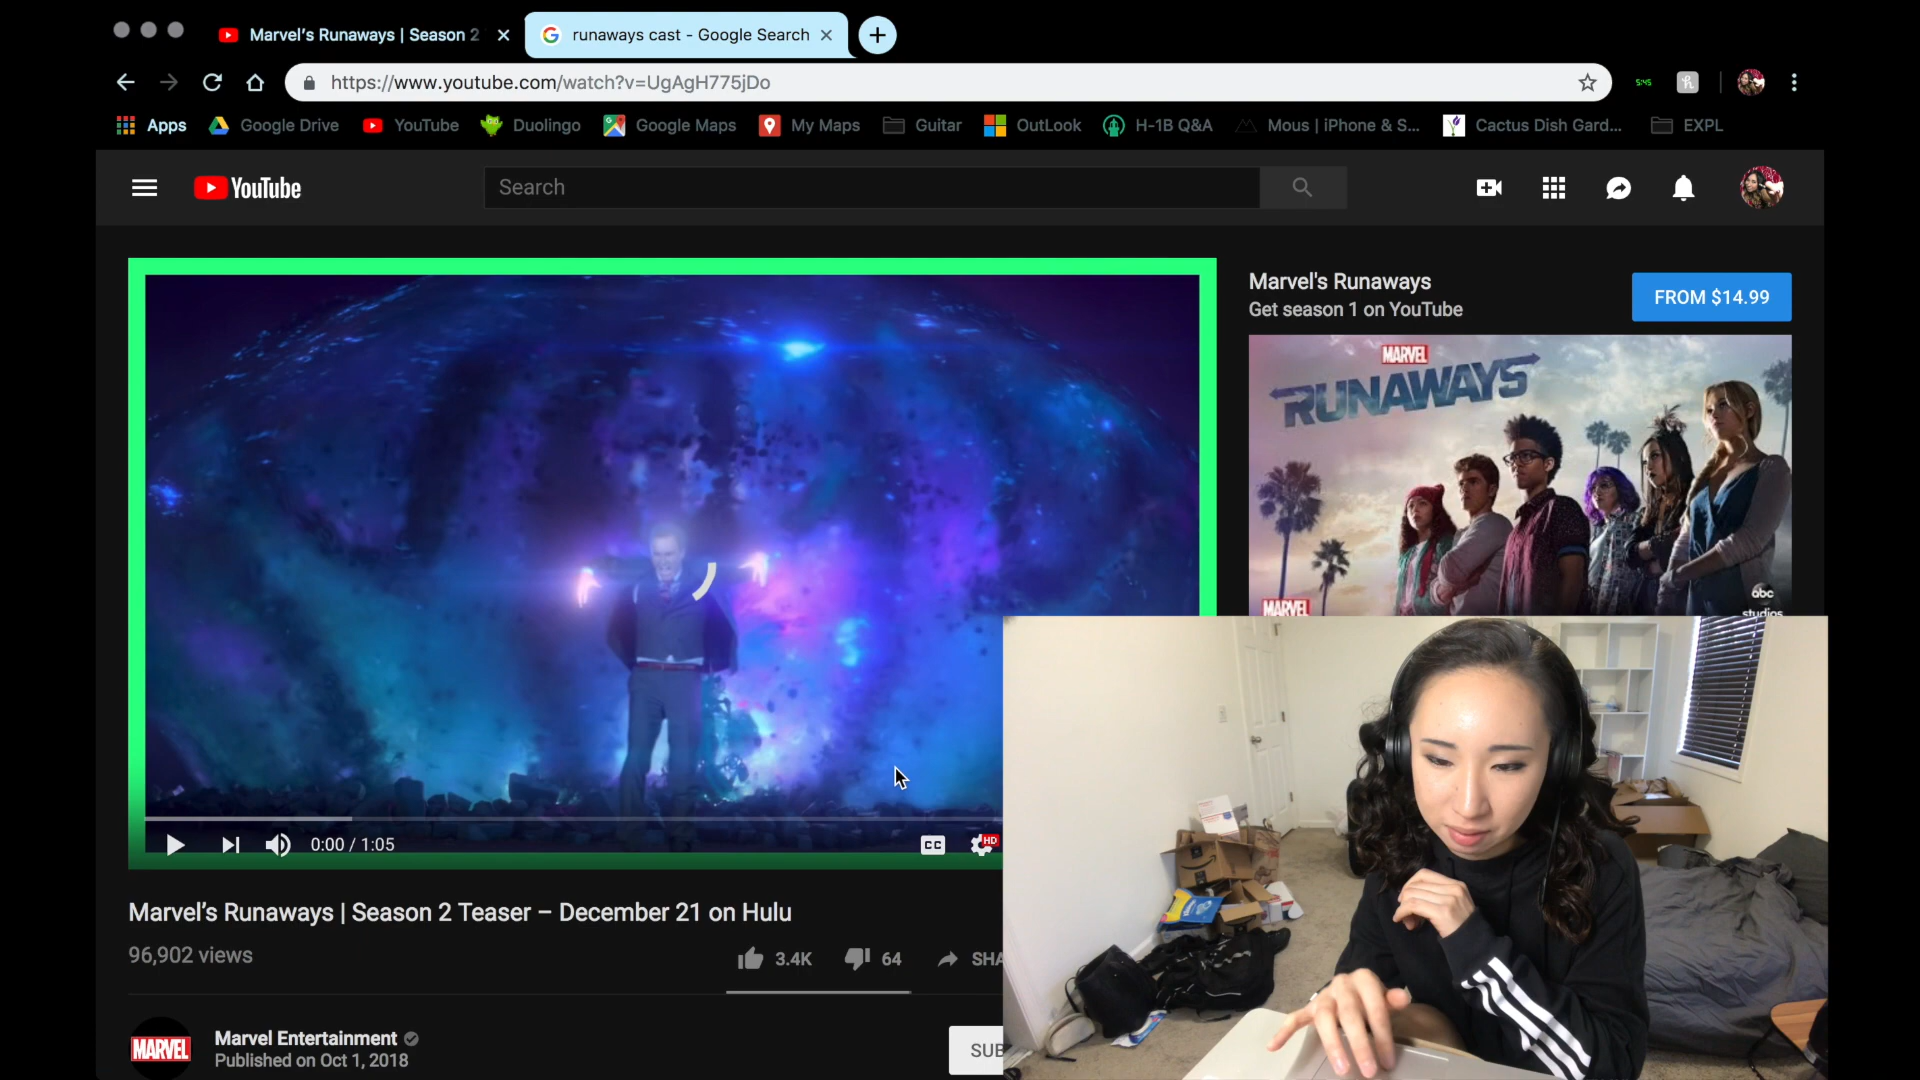 Marvel's Runaways | Season 2
runaways cast - Google Search
https://www.youtube.com/watch?v=UgAgH775jDo
5:45
Apps
Google Drive
YouTube
Duolingo
Google Maps
My Maps
Guitar
OutLook
H-1B Q&A
Mous | iPhone & S...
Cactus Dish Gard...
EXPL
YouTube
Search
Marvel's Runaways
Get season 1 on YouTube
FROM $14.99
MARVEL
RUNAWAYS
MARVEL
abc
studios
0:00 / 1:05
CC
HD
Marvel’s Runaways | Season 2 Teaser – December 21 on Hulu
96,902 views
3.4K
64
SHA
MARVEL
Marvel Entertainment
Published on Oct 1, 2018
SUB